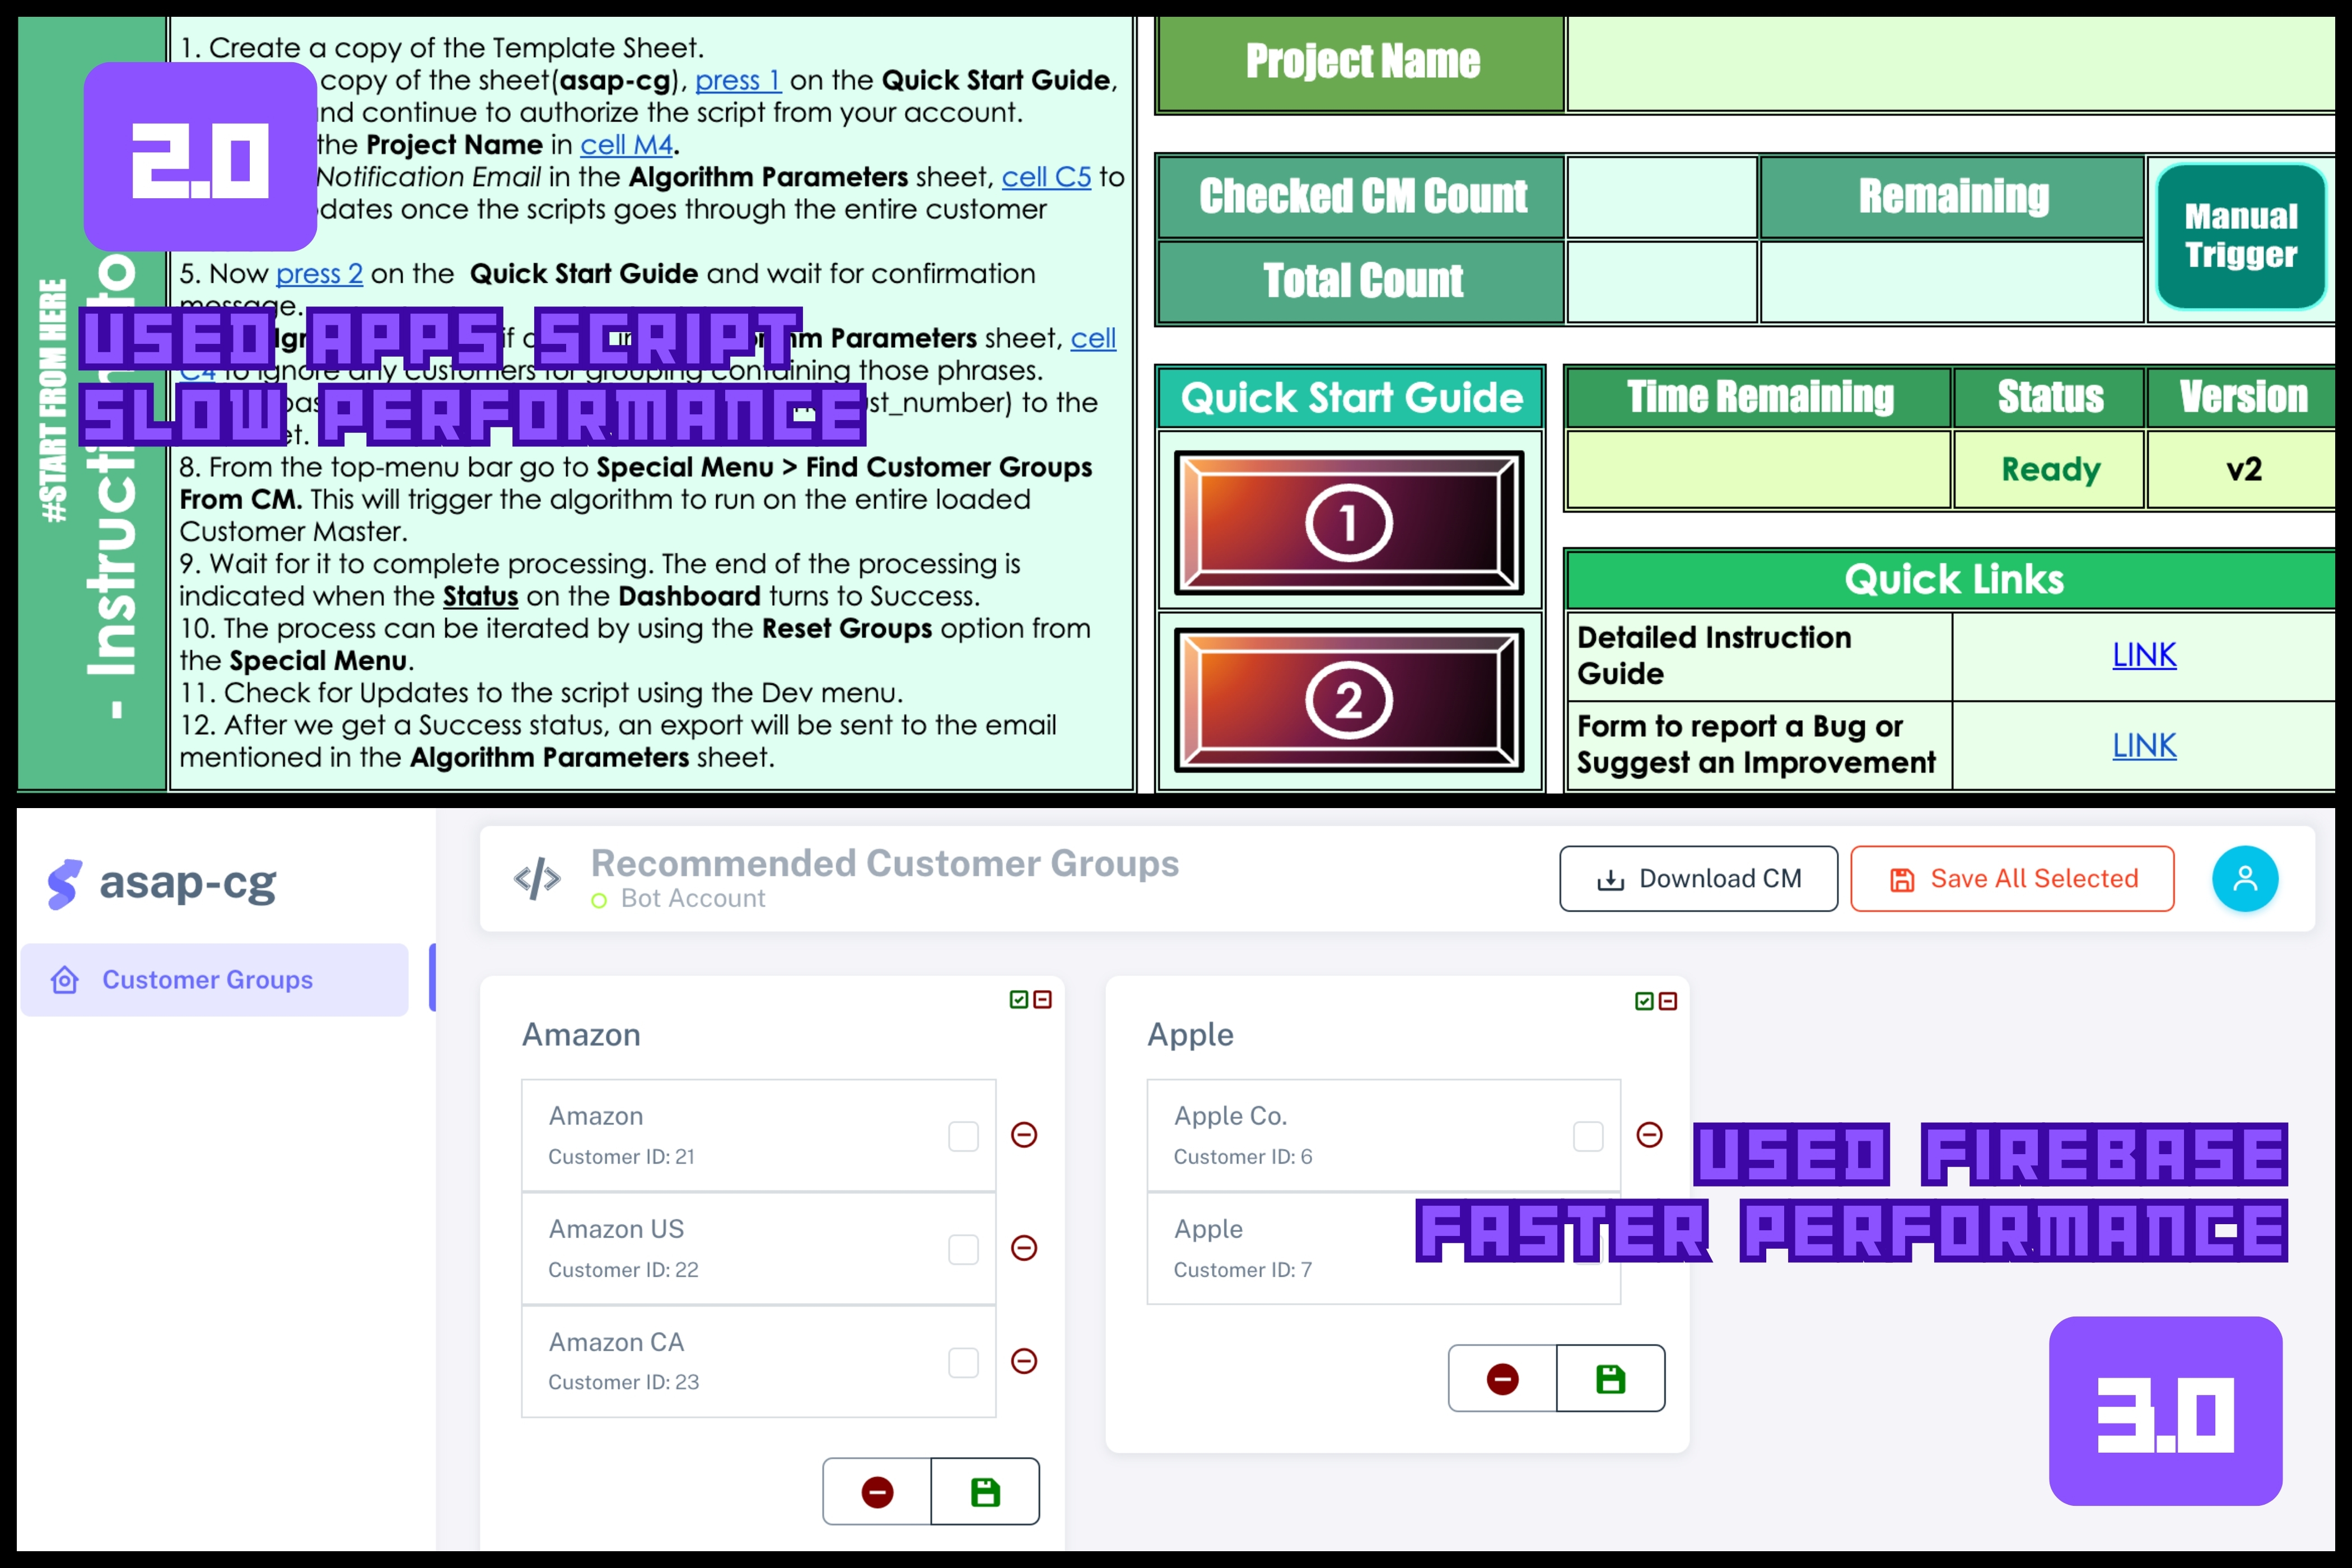 1. Create a copy of the Template Sheet.
copy of the sheet(asap-cg), press 1 on the Quick Start Guide,
and continue to authorize the script from your account.
the Project Name in cell M4.
Notification Email in the Algorithm Parameters sheet, cell C5 to
once the scripts goes through the entire customer
5. Now press 2 on the Quick Start Guide and wait for confirmation
message.
if Parameters sheet, cell
C4 to ignore any customers for grouping containing those phrases.
to the
8. From the top-menu bar go to Special Menu > Find Customer Groups
From CM. This will trigger the algorithm to run on the entire loaded
Customer Master.
9. Wait for it to complete processing. The end of the processing is
indicated when the Status on the Dashboard turns to Success.
10. The process can be iterated by using the Reset Groups option from
the Special Menu.
11. Check for Updates to the script using the Dev menu.
12. After we get a Success status, an export will be sent to the email
mentioned in the Algorithm Parameters sheet.
#START FROM HERE
- Instructi to
2.0
USED APPS SCRIPT
SLOW PERFORMANCE
Project Name
Checked CM Count
Remaining
Manual
Trigger
Total Count
Quick Start Guide
1
2
Time Remaining
Status
Version
Ready
v2
Quick Links
Detailed Instruction
Guide
LINK
Form to report a Bug or
Suggest an Improvement
LINK
asap-cg
Customer Groups
Recommended Customer Groups
Bot Account
Download CM
Save All Selected
Amazon
Amazon
Customer ID: 21
Amazon US
Customer ID: 22
Amazon CA
Customer ID: 23
Apple
Apple Co.
Customer ID: 6
Apple
Customer ID: 7
USED FIREBASE
FASTER PERFORMANCE
3.0